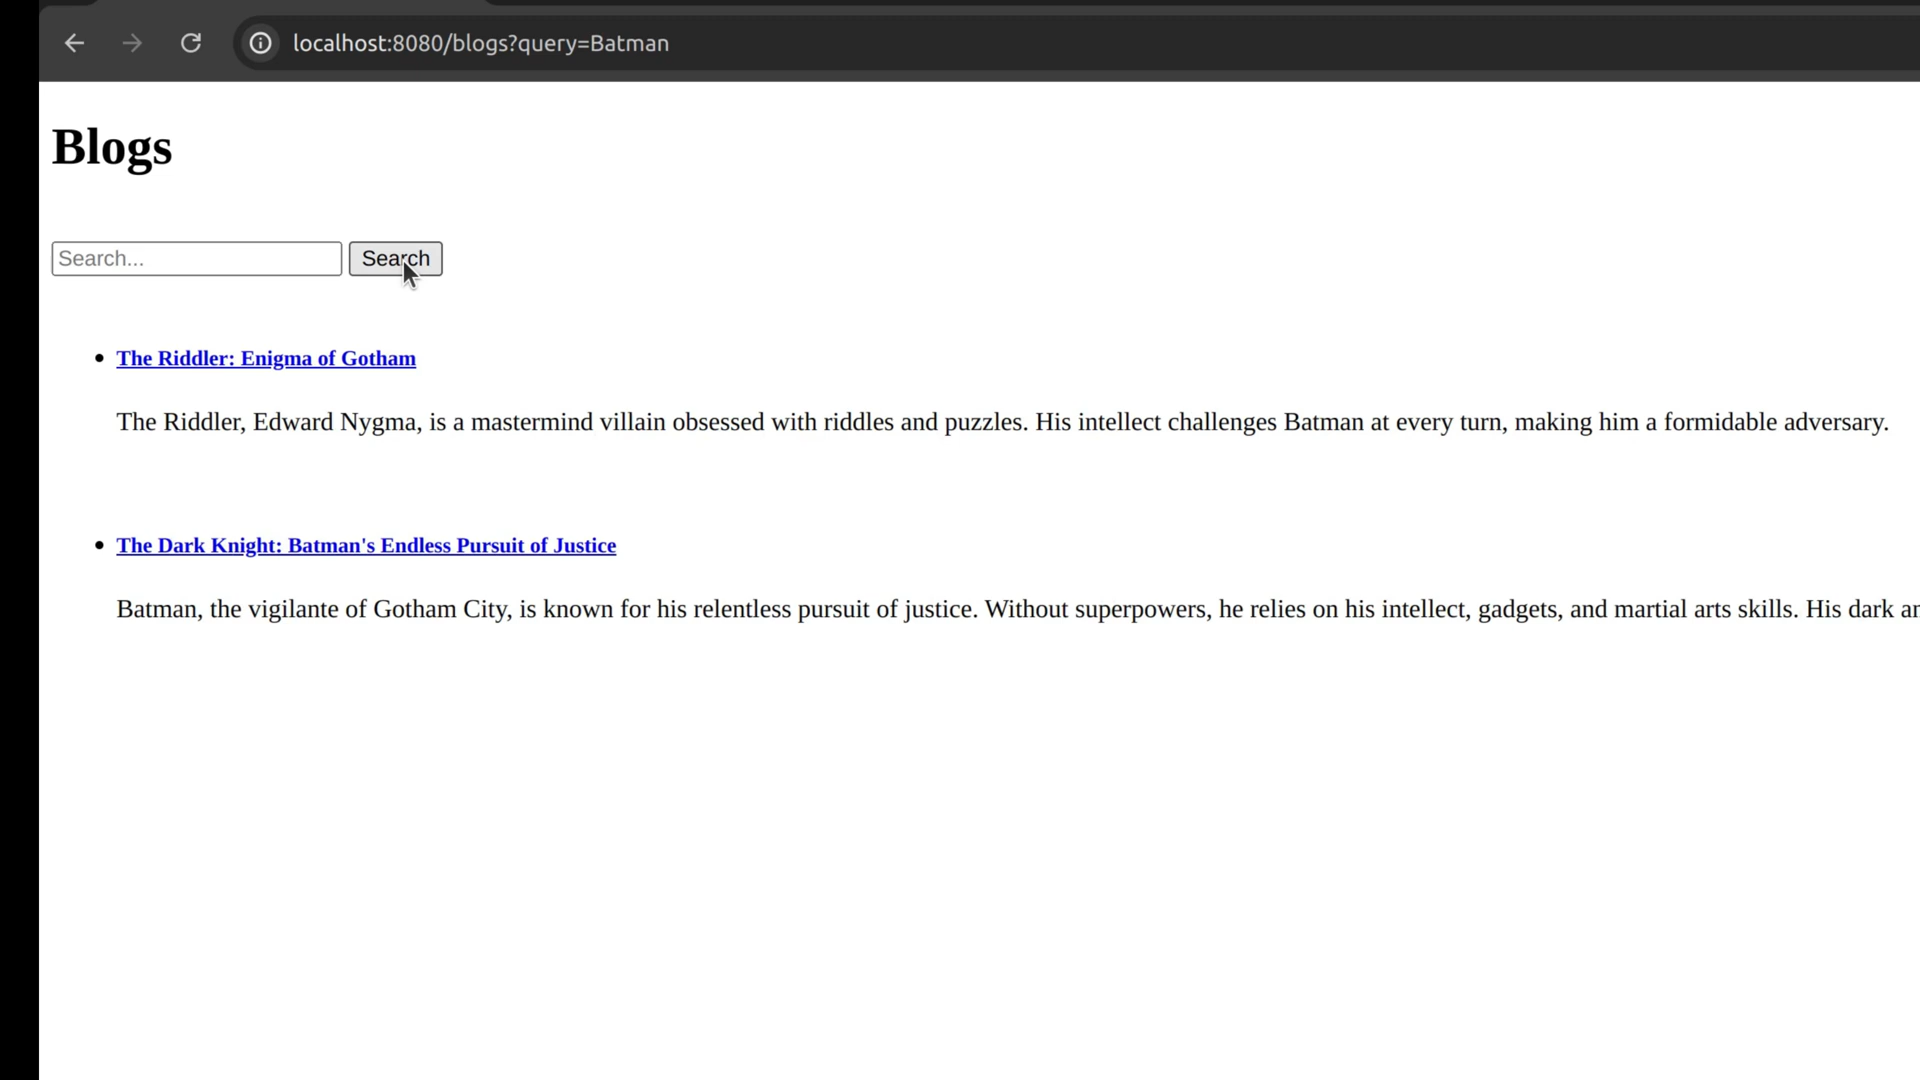 localhost:8080/blogs?query=Batman
Blogs
Search... Search
The Riddler: Enigma of Gotham
The Riddler, Edward Nygma, is a mastermind villain obsessed with riddles and puzzles. His intellect challenges Batman at every turn, making him a formidable adversary.
The Dark Knight: Batman's Endless Pursuit of Justice
Batman, the vigilante of Gotham City, is known for his relentless pursuit of justice. Without superpowers, he relies on his intellect, gadgets, and martial arts skills. His dark